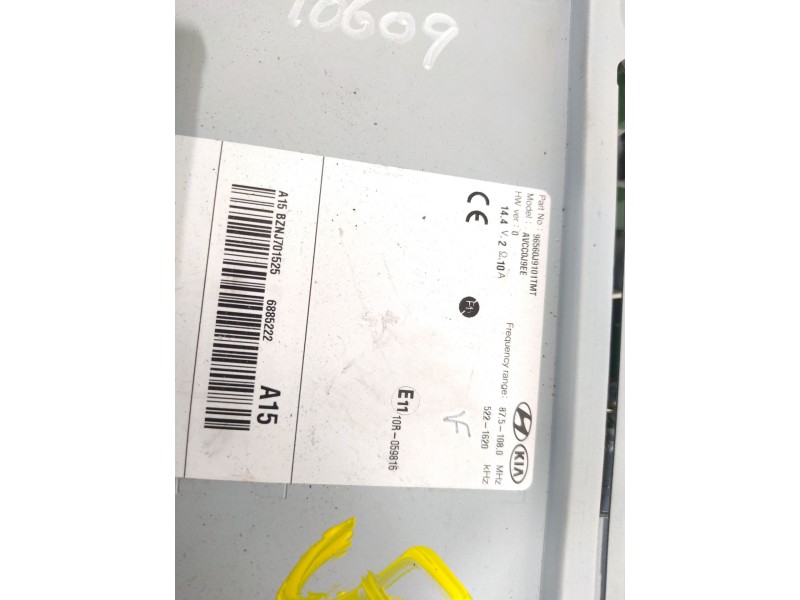 10609
Part No : 96560J9101TMT
Model : AVCC0J9EE
HW ver : 0
14.4 V, 2 Ω, 10 A
CE
Frequency range : 87.5-108.0 MHz
522-1620 kHz
KIA
E11 10R-059816
F
A15 BZNJ701525 6885222
A15